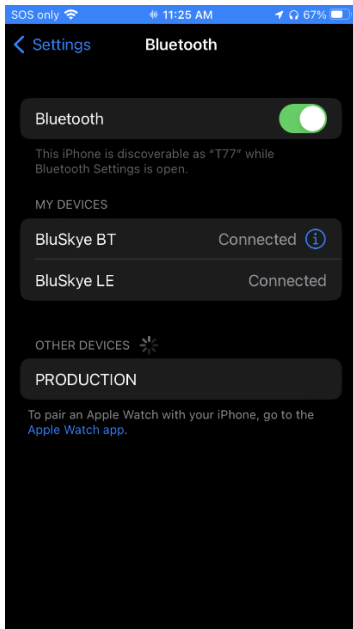 SOS only 11:25 AM 67%
Settings Bluetooth
Bluetooth
This iPhone is discoverable as “T77” while
Bluetooth Settings is open.
MY DEVICES
BluSkye BT Connected
BluSkye LE Connected
OTHER DEVICES
PRODUCTION
To pair an Apple Watch with your iPhone, go to the
Apple Watch app.